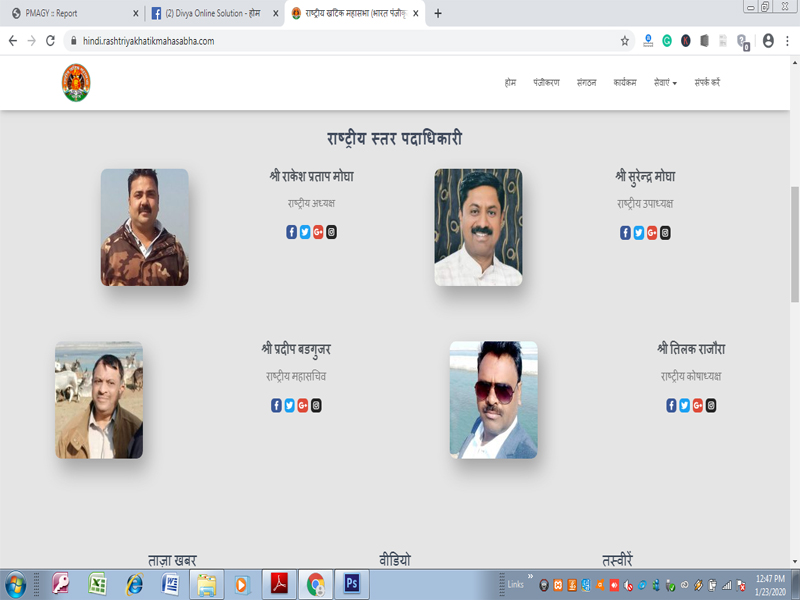 PMAGY :: Report
(2) Divya Online Solution - होम
राष्ट्रीय खटिक महासभा (भारत पंजीकृ
hindi.rashtriyakhatikmahasabha.com
होम पंजीकरण संगठन कार्यक्रम सेवाएं संपर्क करें
राष्ट्रीय स्तर पदाधिकारी
श्री राकेश प्रताप मोघा
राष्ट्रीय अध्यक्ष
श्री सुरेन्द्र मोघा
राष्ट्रीय उपाध्यक्ष
श्री प्रदीप बडगुजर
राष्ट्रीय महासचिव
श्री तिलक राजौरा
राष्ट्रीय कोषाध्यक्ष
ताज़ा खबर वीडियो तस्वीरें
Links
12:47 PM
1/23/2020